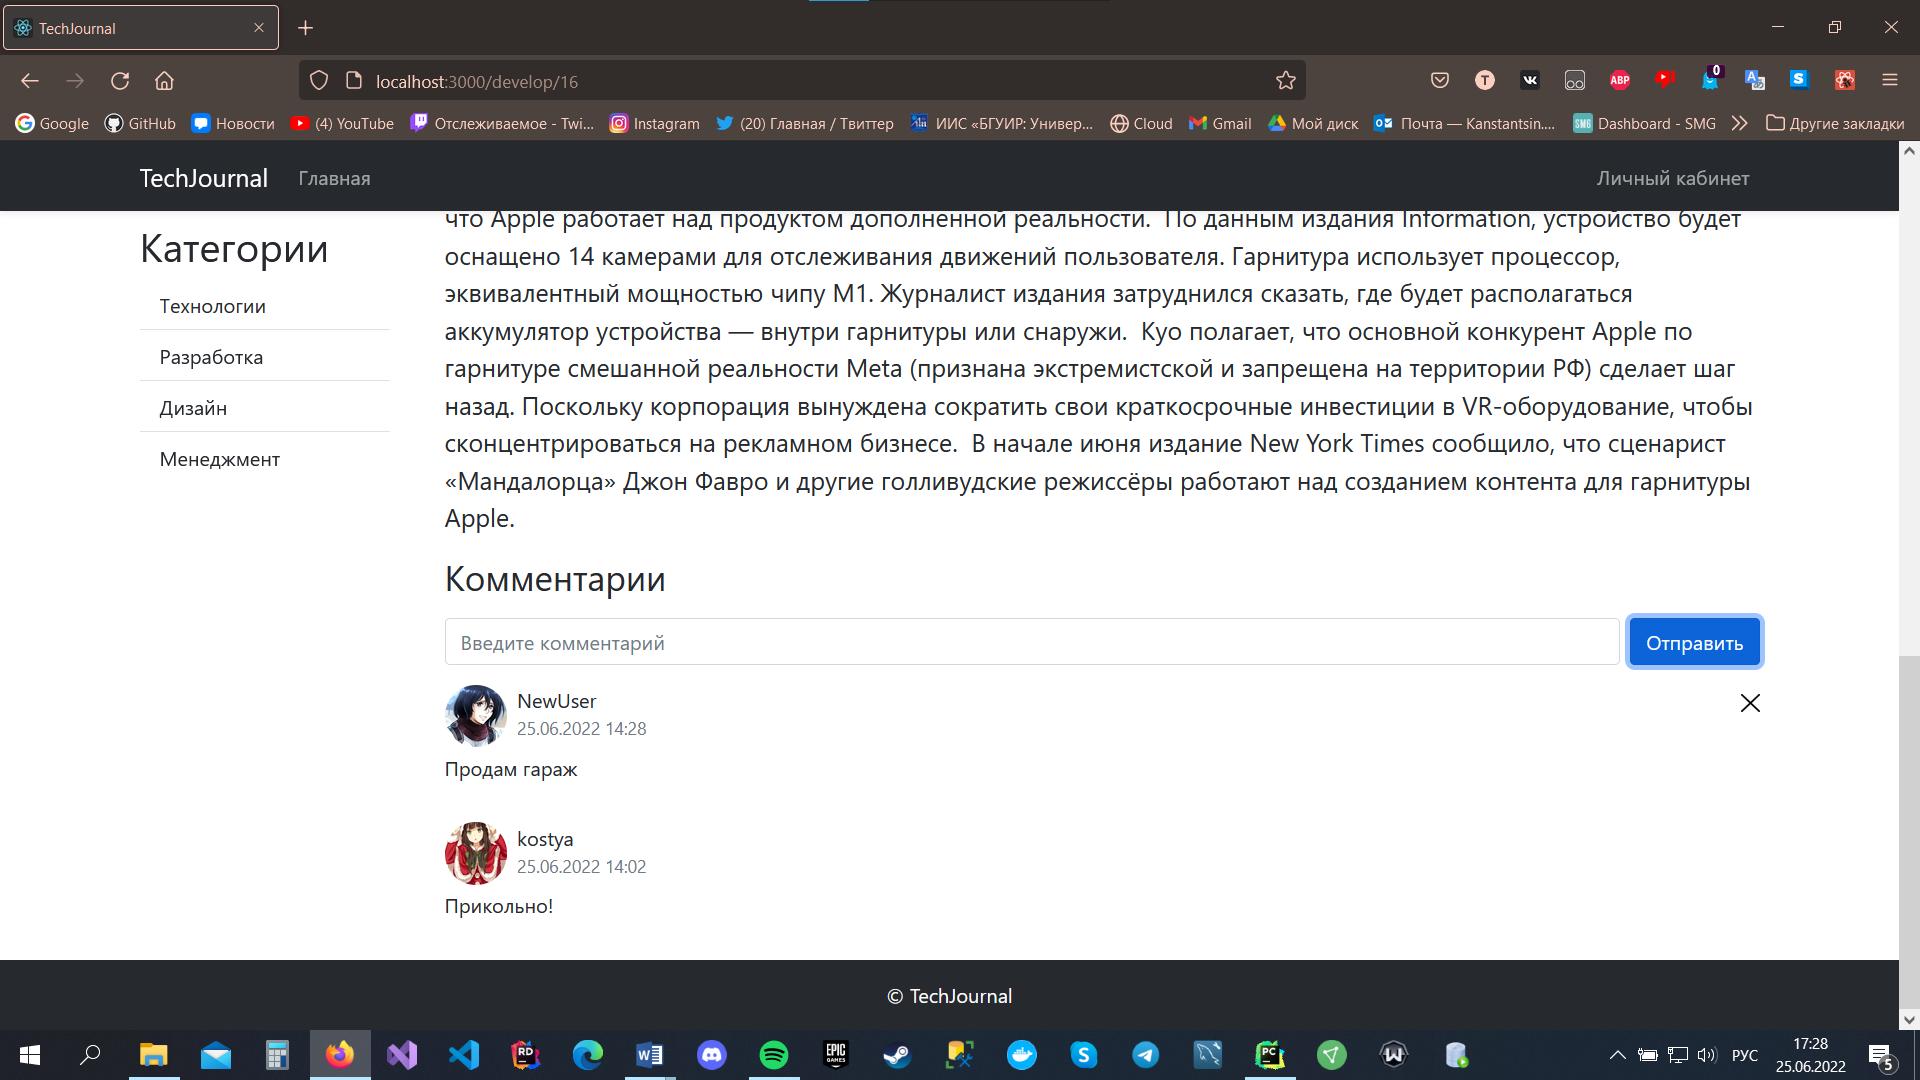 TechJournal
localhost:3000/develop/16
T
ABP
0
S
Google
GitHub
Новости
(4) YouTube
Отслеживаемое - Twi...
Instagram
(20) Главная / Твиттер
ИИС «БГУИР: Универ...
Cloud
Gmail
Мой диск
Почта — Kanstantsin....
SMG
Dashboard - SMG
Другие закладки
TechJournal
Главная
Личный кабинет
Категории
Технологии
Разработка
Дизайн
Менеджмент
что Apple работает над продуктом дополненной реальности. По данным издания Information, устройство будет
оснащено 14 камерами для отслеживания движений пользователя. Гарнитура использует процессор,
эквивалентный мощностью чипу M1. Журналист издания затруднился сказать, где будет располагаться
аккумулятор устройства — внутри гарнитуры или снаружи. Куо полагает, что основной конкурент Apple по
гарнитуре смешанной реальности Meta (признана экстремистской и запрещена на территории РФ) сделает шаг
назад. Поскольку корпорация вынуждена сократить свои краткосрочные инвестиции в VR-оборудование, чтобы
сконцентрироваться на рекламном бизнесе. В начале июня издание New York Times сообщило, что сценарист
«Мандалорца» Джон Фавро и другие голливудские режиссёры работают над созданием контента для гарнитуры
Apple.
Комментарии
Введите комментарий
Отправить
NewUser
25.06.2022 14:28
Продам гараж
kostya
25.06.2022 14:02
Прикольно!
© TechJournal
RD
EPIC
GAMES
PC
РУС
17:28
25.06.2022
5